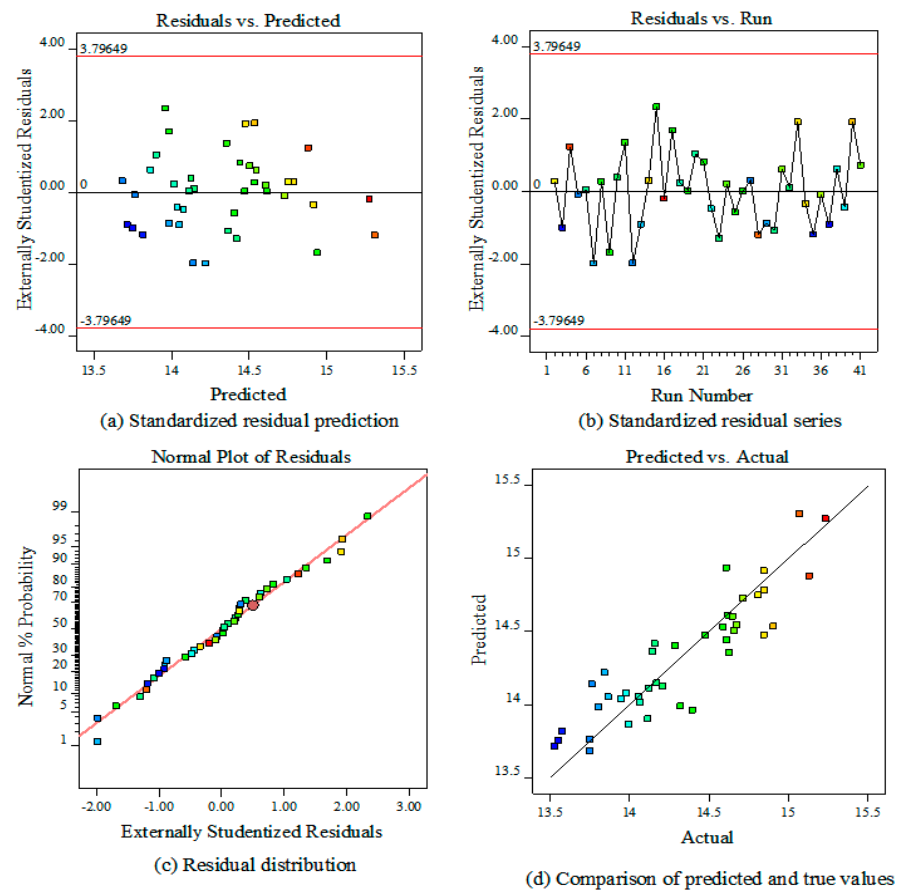 Residuals vs. Predicted
Externally Studentized Residuals
4.00
2.00
0.00
-2.00
-4.00
3.79649
0
-3.79649
13.5 14 14.5 15 15.5
Predicted
(a) Standardized residual prediction
Residuals vs. Run
Externally Studentized Residuals
4.00
2.00
0.00
-2.00
-4.00
3.79649
0
-3.79649
1 6 11 16 21 26 31 36 41
Run Number
(b) Standardized residual series
Normal Plot of Residuals
Normal % Probability
99
95
90
80
70
50
30
20
10
5
1
-2.00 -1.00 0.00 1.00 2.00 3.00
Externally Studentized Residuals
(c) Residual distribution
Predicted vs. Actual
Predicted
15.5
15
14.5
14
13.5
13.5 14 14.5 15 15.5
Actual
(d) Comparison of predicted and true values